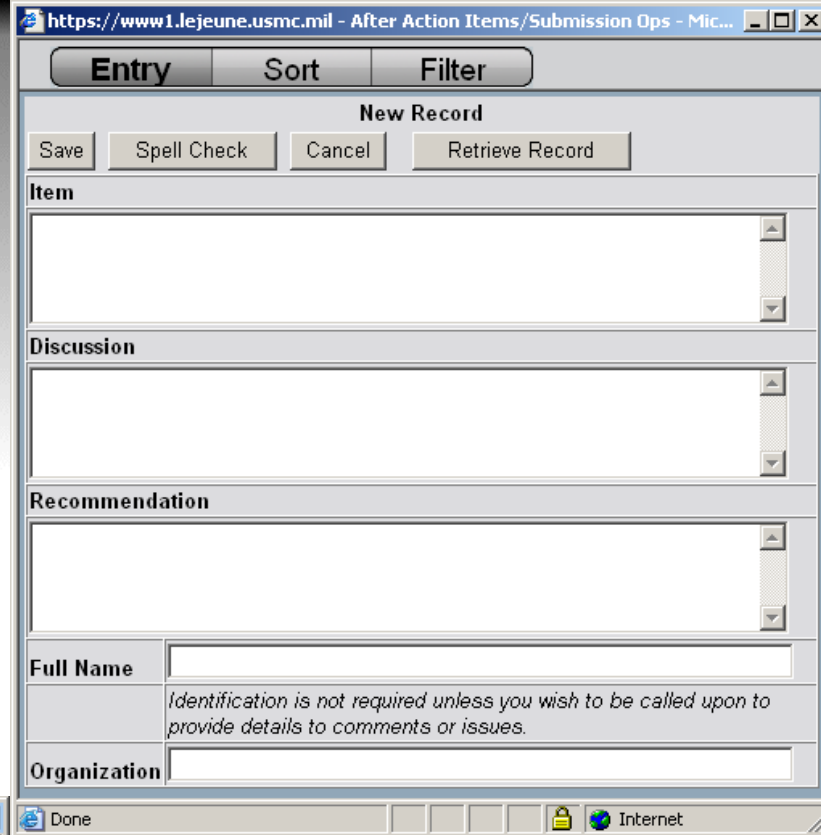 https://www1.lejeune.usmc.mil - After Action Items/Submission Ops - Mic...
Entry Sort Filter
New Record
Save Spell Check Cancel Retrieve Record
Item
Discussion
Recommendation
Full Name
Identification is not required unless you wish to be called upon to
provide details to comments or issues.
Organization
Done Internet